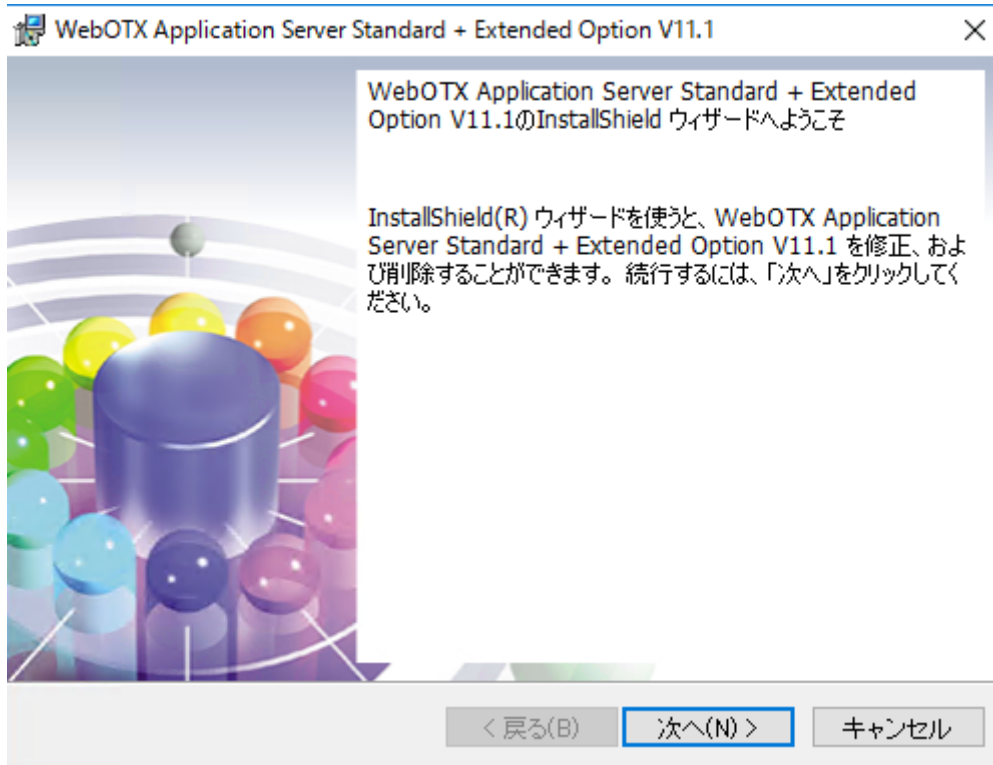 WebOTX Application Server Standard + Extended Option V11.1
WebOTX Application Server Standard + Extended
Option V11.1のInstallShield ウィザードへようこそ
InstallShield(R) ウィザードを使うと、WebOTX Application
Server Standard + Extended Option V11.1 を修正、およ
び削除することができます。続行するには、「次へ」をクリックしてく
ださい。
< 戻る(B)
次へ(N) >
キャンセル